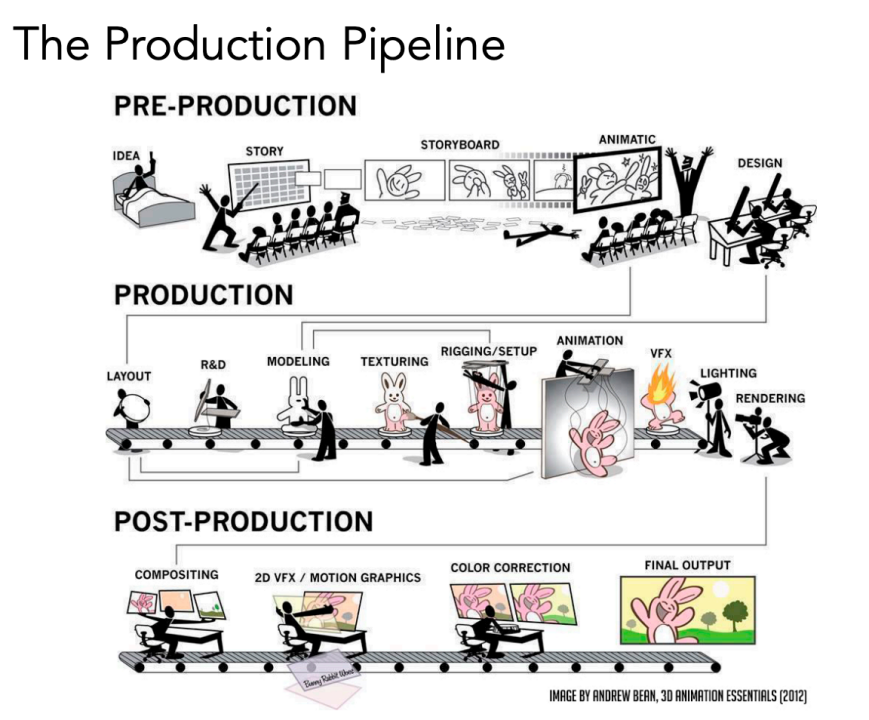 The Production Pipeline
PRE-PRODUCTION
IDEA
STORY
STORYBOARD
ANIMATIC
DESIGN
PRODUCTION
LAYOUT
R&D
MODELING
TEXTURING
RIGGING/SETUP
ANIMATION
VFX
LIGHTING
RENDERING
POST-PRODUCTION
COMPOSITING
2D VFX / MOTION GRAPHICS
COLOR CORRECTION
FINAL OUTPUT
Bunny Rabbit
IMAGE BY ANDREW BEAN, 3D ANIMATION ESSENTIALS (2012)